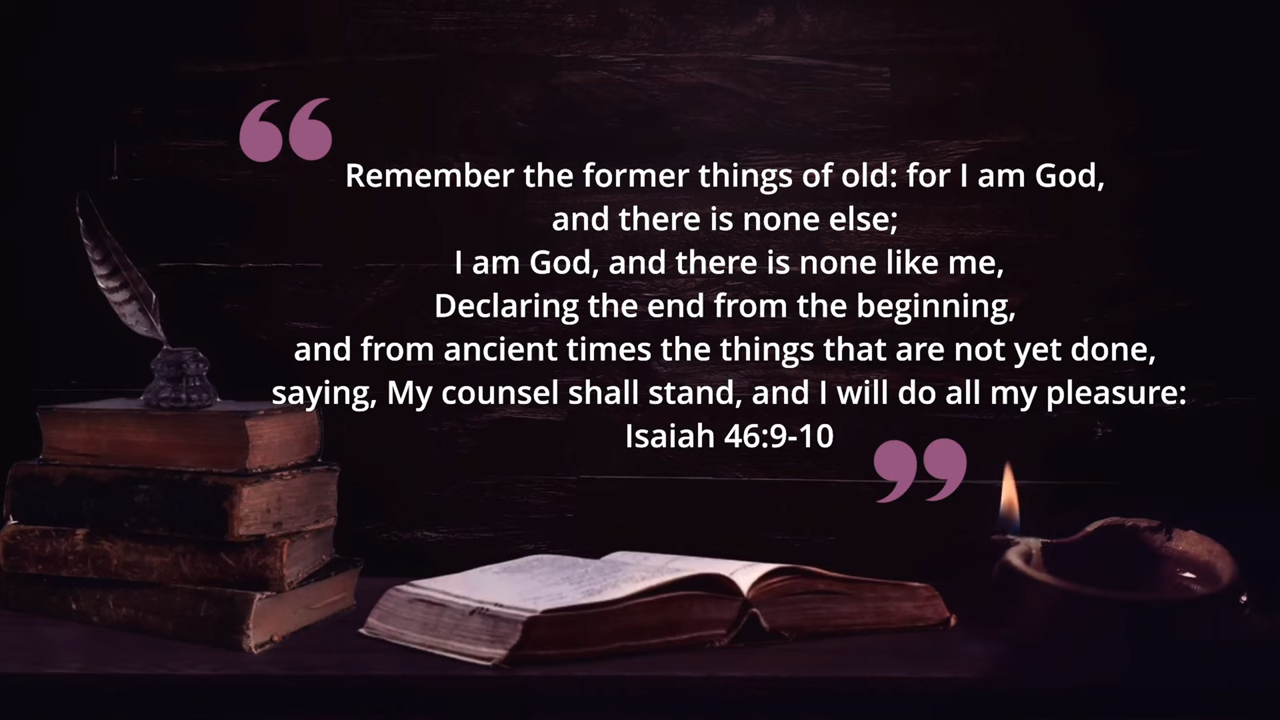 “
Remember the former things of old: for I am God,
and there is none else;
I am God, and there is none like me,
Declaring the end from the beginning,
and from ancient times the things that are not yet done,
saying, My counsel shall stand, and I will do all my pleasure:
Isaiah 46:9-10
”